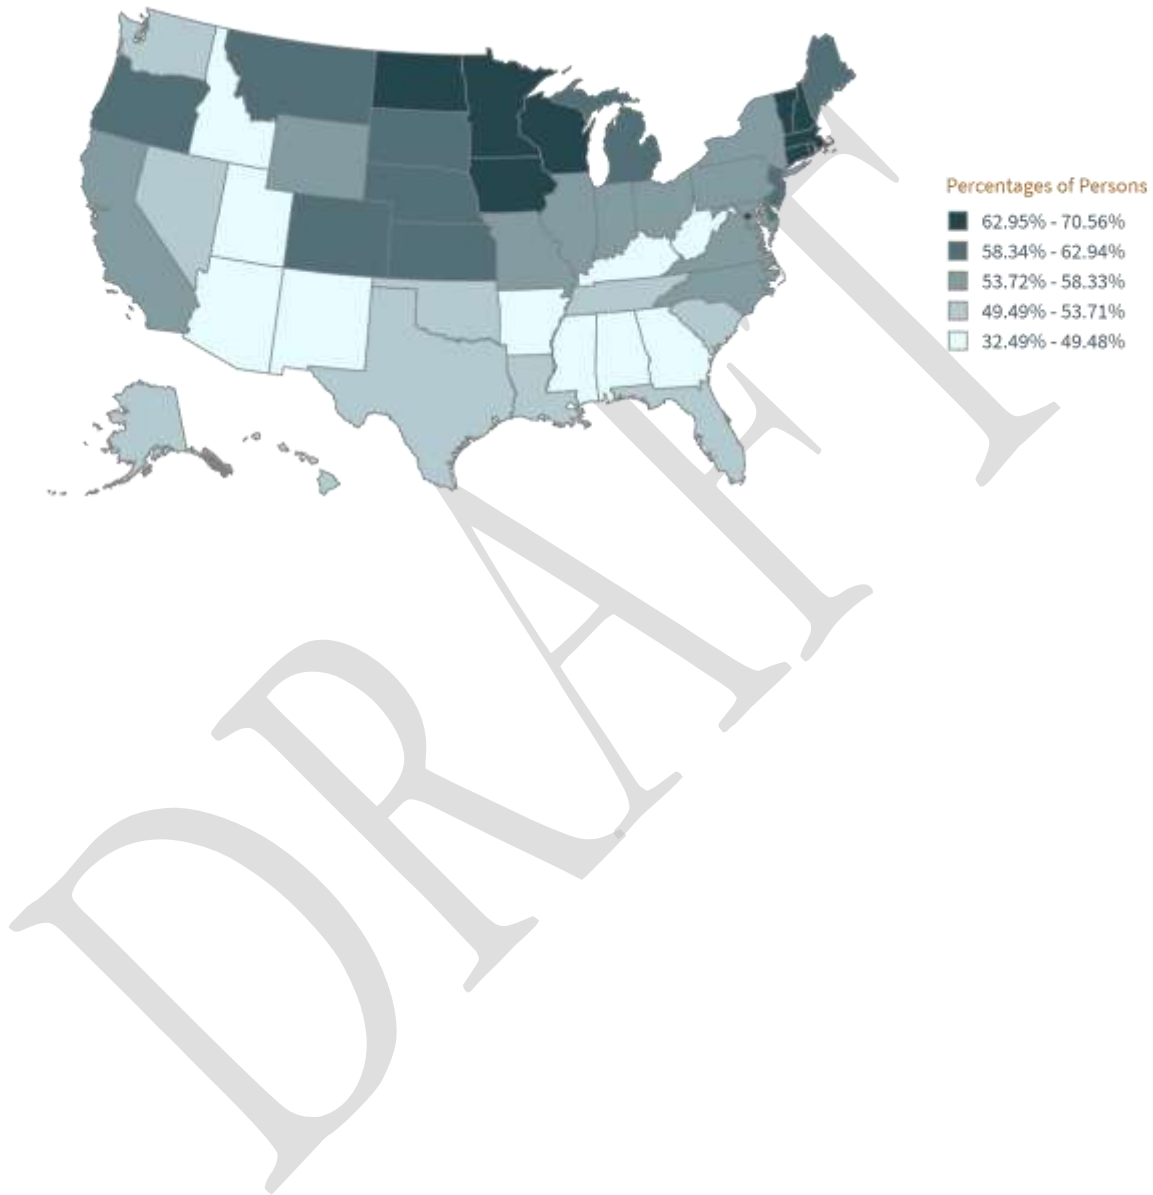 Percentages of Persons
62.95% - 70.56%
58.34% - 62.94%
53.72% - 58.33%
49.49% - 53.71%
32.49% - 49.48%
DRAFT